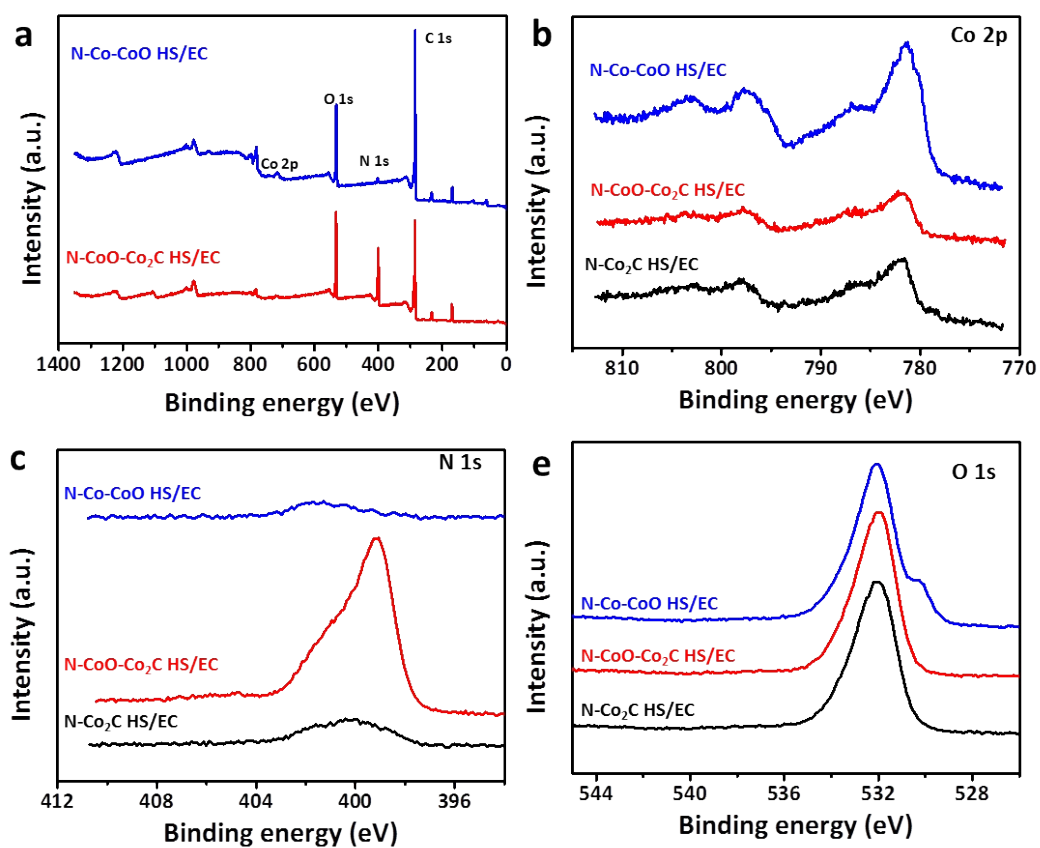 a
N-Co-CoO HS/EC
C 1s
O 1s
N 1s
Co 2p
N-CoO-Co₂C HS/EC
Intensity (a.u.)
1400 1200 1000 800 600 400 200 0
Binding energy (eV)
b
Co 2p
N-Co-CoO HS/EC
N-CoO-Co₂C HS/EC
N-Co₂C HS/EC
Intensity (a.u.)
810 800 790 780 770
Binding energy (eV)
c
N 1s
N-Co-CoO HS/EC
N-CoO-Co₂C HS/EC
N-Co₂C HS/EC
Intensity (a.u.)
412 408 404 400 396
Binding energy (eV)
e
O 1s
N-Co-CoO HS/EC
N-CoO-Co₂C HS/EC
N-Co₂C HS/EC
Intensity (a.u.)
544 540 536 532 528
Binding energy (eV)